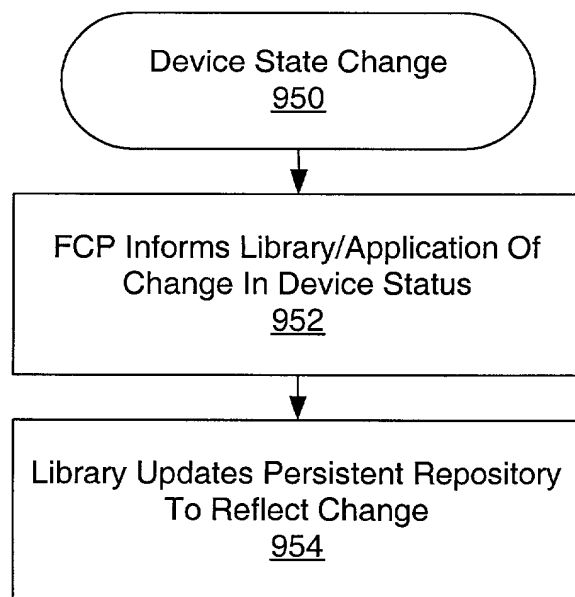 Device State Change
950
FCP Informs Library/Application Of
Change In Device Status
952
Library Updates Persistent Repository
To Reflect Change
954